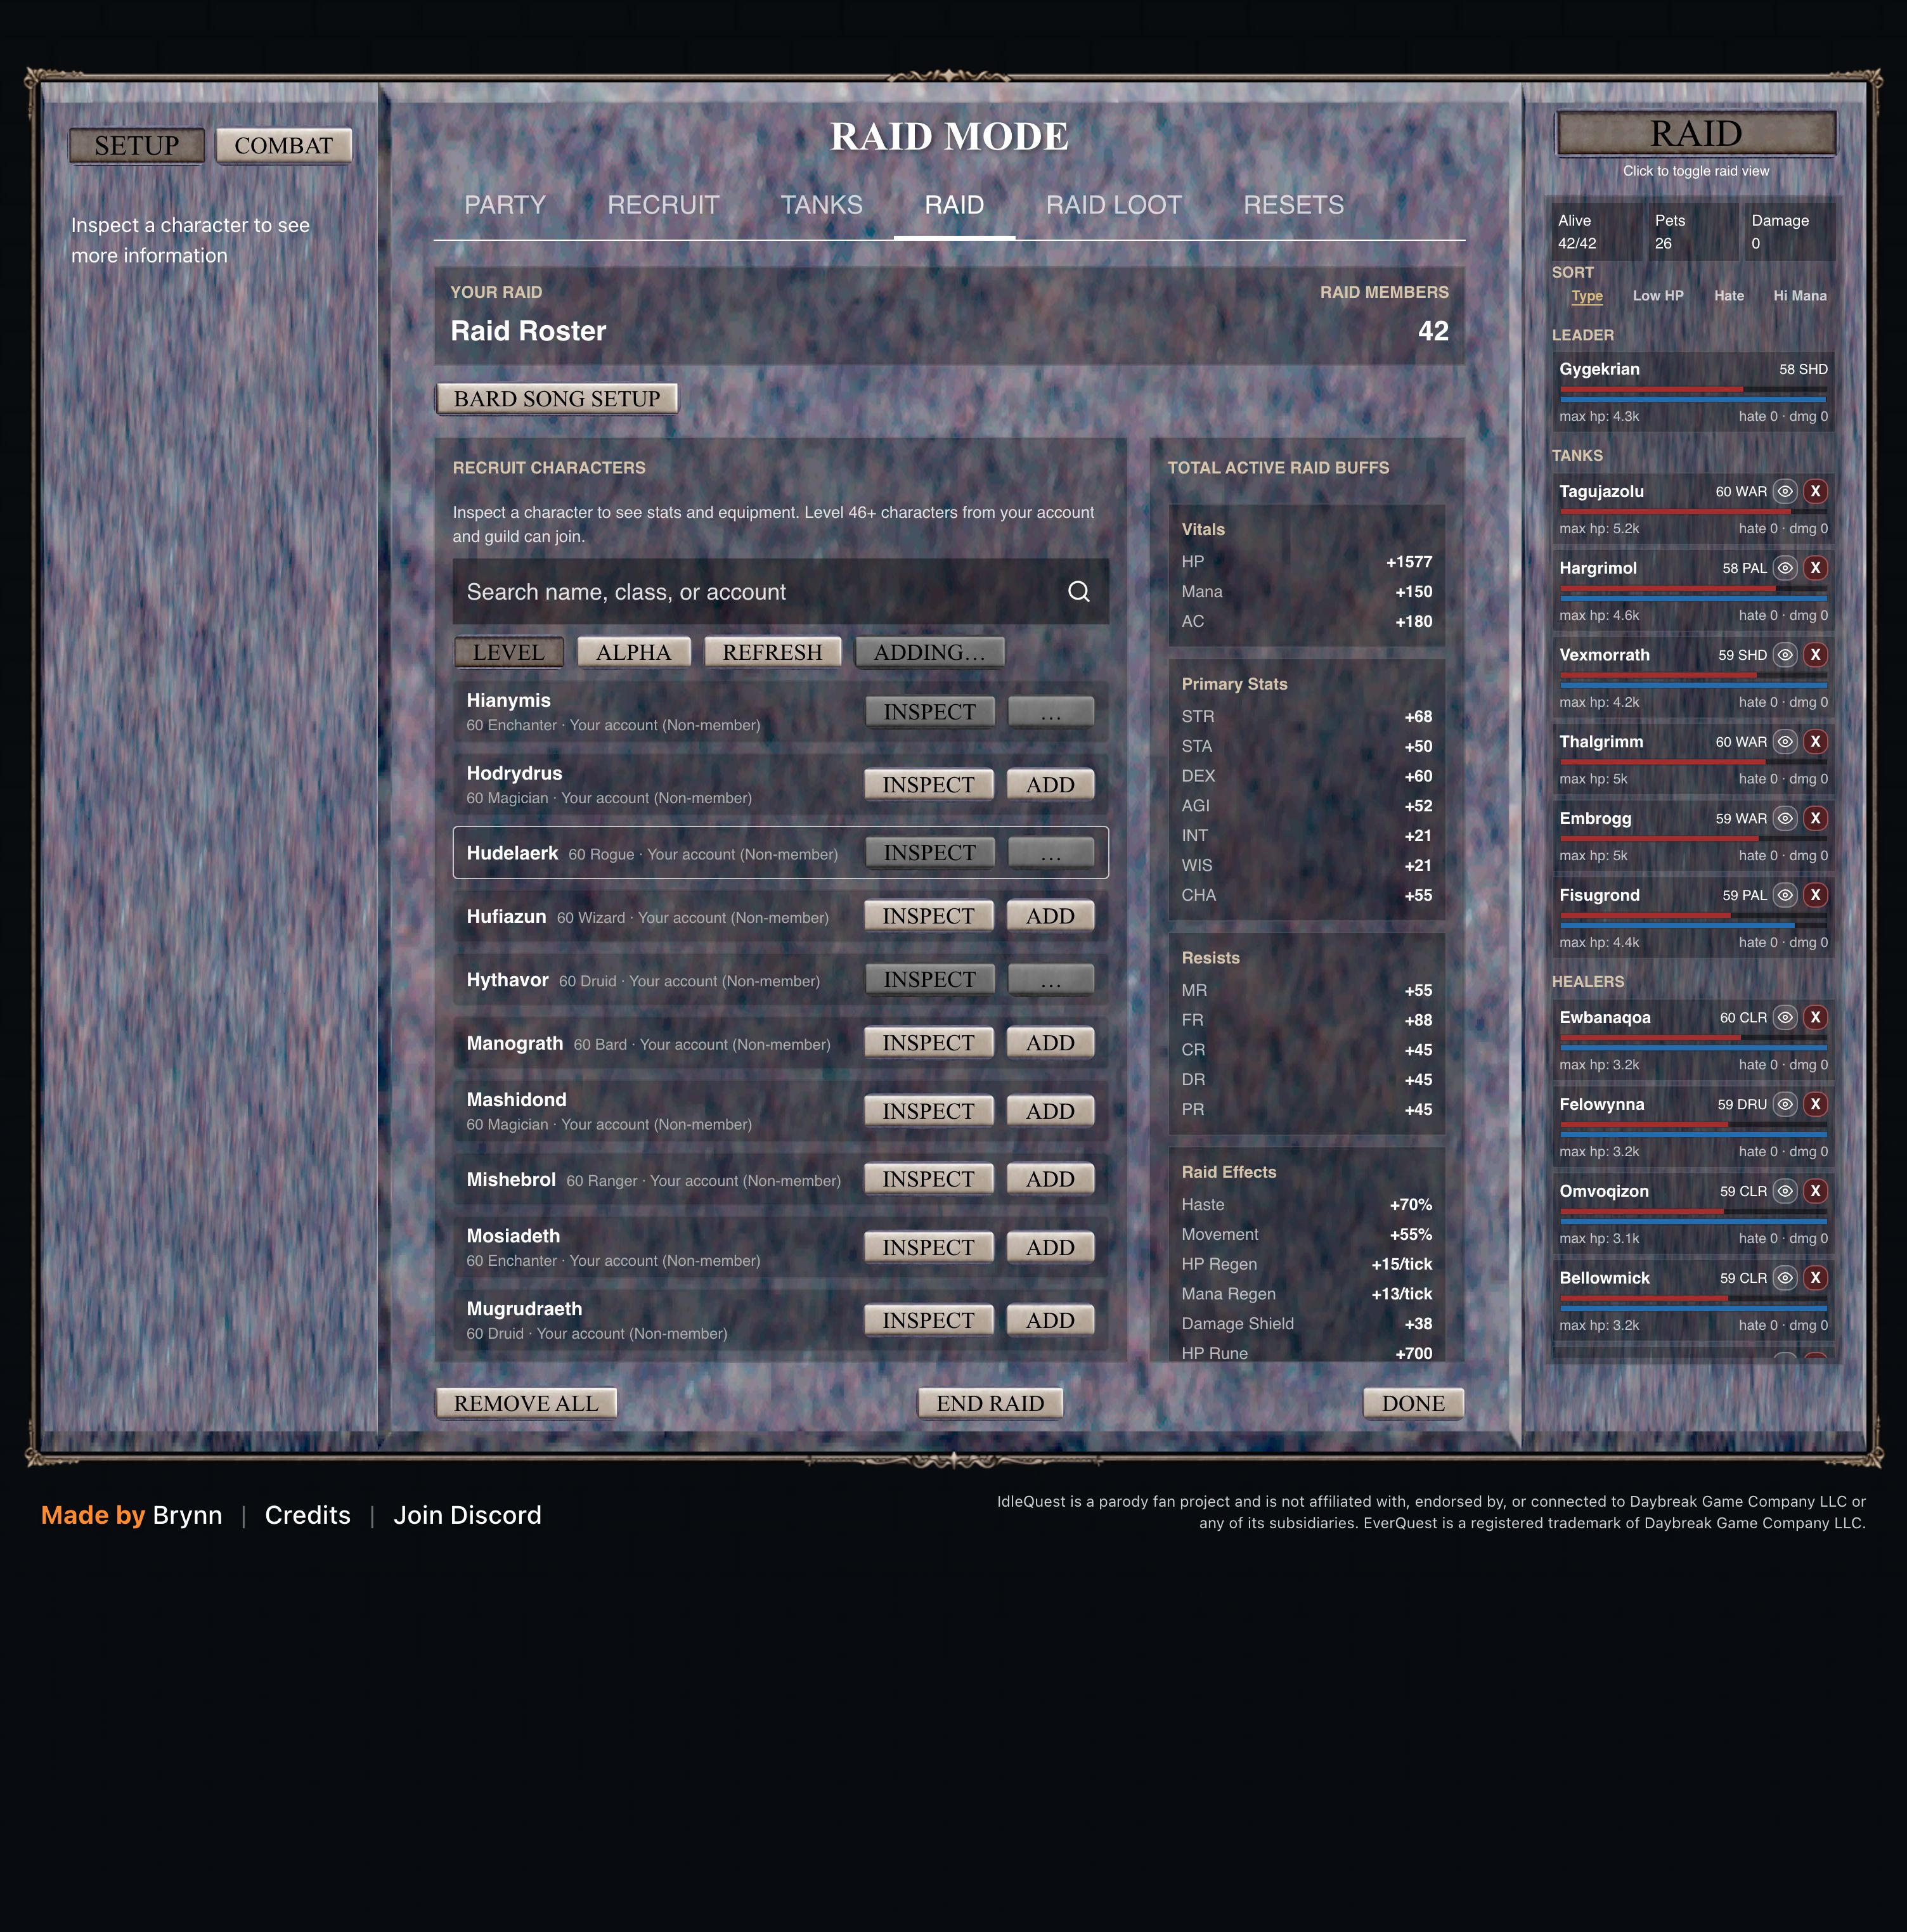 SETUP COMBAT
Inspect a character to see
more information
RAID MODE
PARTY RECRUIT TANKS RAID RAID LOOT RESETS
YOUR RAID RAID MEMBERS
Raid Roster 42
BARD SONG SETUP
RECRUIT CHARACTERS
Inspect a character to see stats and equipment. Level 46+ characters from your account
and guild can join.
Search name, class, or account
LEVEL ALPHA REFRESH ADDING...
Hianymis
60 Enchanter · Your account (Non-member) INSPECT ...
Hodrydrus
60 Magician · Your account (Non-member) INSPECT ADD
Hudelaerk 60 Rogue · Your account (Non-member) INSPECT ...
Hufiazun 60 Wizard · Your account (Non-member) INSPECT ADD
Hythavor 60 Druid · Your account (Non-member) INSPECT ...
Manograth 60 Bard · Your account (Non-member) INSPECT ADD
Mashidond
60 Magician · Your account (Non-member) INSPECT ADD
Mishebrol 60 Ranger · Your account (Non-member) INSPECT ADD
Mosiadeth
60 Enchanter · Your account (Non-member) INSPECT ADD
Mugrudraeth
60 Druid · Your account (Non-member) INSPECT ADD
TOTAL ACTIVE RAID BUFFS
Vitals
HP +1577
Mana +150
AC +180
Primary Stats
STR +68
STA +50
DEX +60
AGI +52
INT +21
WIS +21
CHA +55
Resists
MR +55
FR +88
CR +45
DR +45
PR +45
Raid Effects
Haste +70%
Movement +55%
HP Regen +15/tick
Mana Regen +13/tick
Damage Shield +38
HP Rune +700
REMOVE ALL END RAID DONE
RAID
Click to toggle raid view
Alive Pets Damage
42/42 26 0
SORT
Type Low HP Hate Hi Mana
LEADER
Gygekrian 58 SHD
max hp: 4.3k hate 0 · dmg 0
TANKS
Tagujazolu 60 WAR X
max hp: 5.2k hate 0 · dmg 0
Hargrimol 58 PAL X
max hp: 4.6k hate 0 · dmg 0
Vexmorrath 59 SHD X
max hp: 4.2k hate 0 · dmg 0
Thalgrimm 60 WAR X
max hp: 5k hate 0 · dmg 0
Embrogg 59 WAR X
max hp: 5k hate 0 · dmg 0
Fisugrond 59 PAL X
max hp: 4.4k hate 0 · dmg 0
HEALERS
Ewbanaqoa 60 CLR X
max hp: 3.2k hate 0 · dmg 0
Felowynna 59 DRU X
max hp: 3.2k hate 0 · dmg 0
Omvoqizon 59 CLR X
max hp: 3.1k hate 0 · dmg 0
Bellowmick 59 CLR X
max hp: 3.2k hate 0 · dmg 0
Made by Brynn | Credits | Join Discord
IdleQuest is a parody fan project and is not affiliated with, endorsed by, or connected to Daybreak Game Company LLC or
any of its subsidiaries. EverQuest is a registered trademark of Daybreak Game Company LLC.